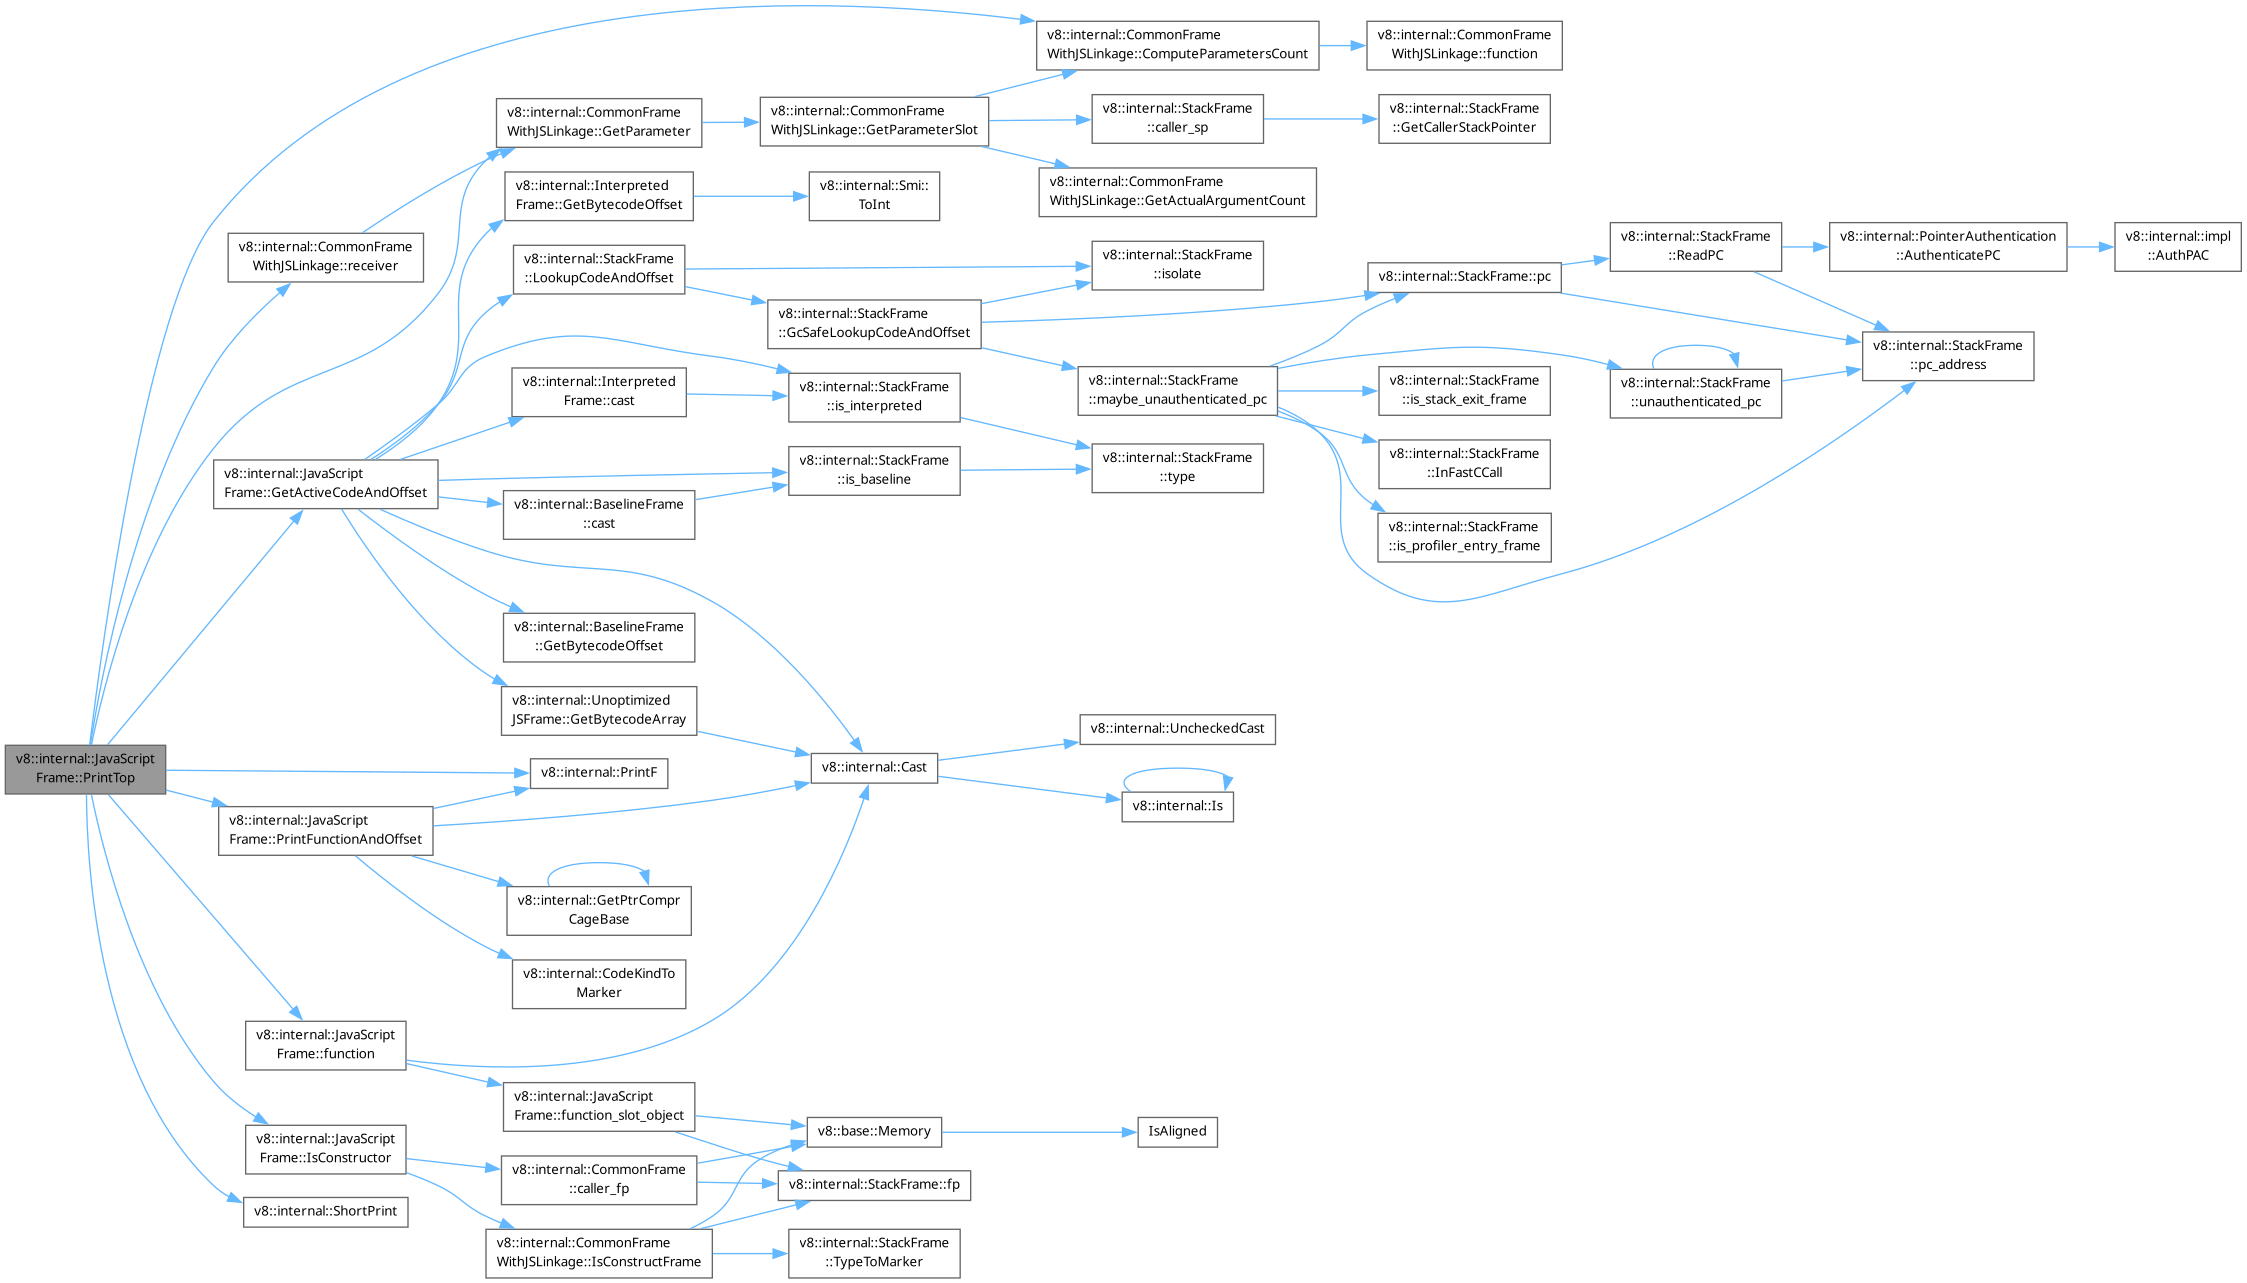 v8::internal::JavaScript
Frame::PrintTop
v8::internal::CommonFrame
WithJSLinkage::ComputeParametersCount
v8::internal::CommonFrame
WithJSLinkage::function
v8::internal::CommonFrame
WithJSLinkage::GetParameter
v8::internal::CommonFrame
WithJSLinkage::GetParameterSlot
v8::internal::StackFrame
::caller_sp
v8::internal::StackFrame
::GetCallerStackPointer
v8::internal::CommonFrame
WithJSLinkage::GetActualArgumentCount
v8::internal::Interpreted
Frame::GetBytecodeOffset
v8::internal::Smi::
ToInt
v8::internal::CommonFrame
WithJSLinkage::receiver
v8::internal::StackFrame
::LookupCodeAndOffset
v8::internal::StackFrame
::isolate
v8::internal::StackFrame
::GcSafeLookupCodeAndOffset
v8::internal::StackFrame::pc
v8::internal::StackFrame
::ReadPC
v8::internal::PointerAuthentication
::AuthenticatePC
v8::internal::impl
::AuthPAC
v8::internal::StackFrame
::pc_address
v8::internal::Interpreted
Frame::cast
v8::internal::StackFrame
::is_interpreted
v8::internal::StackFrame
::maybe_unauthenticated_pc
v8::internal::StackFrame
::is_stack_exit_frame
v8::internal::StackFrame
::unauthenticated_pc
v8::internal::JavaScript
Frame::GetActiveCodeAndOffset
v8::internal::StackFrame
::is_baseline
v8::internal::StackFrame
::type
v8::internal::StackFrame
::InFastCCall
v8::internal::BaselineFrame
::cast
v8::internal::StackFrame
::is_profiler_entry_frame
v8::internal::BaselineFrame
::GetBytecodeOffset
v8::internal::Unoptimized
JSFrame::GetBytecodeArray
v8::internal::PrintF
v8::internal::Cast
v8::internal::UncheckedCast
v8::internal::Is
v8::internal::JavaScript
Frame::PrintFunctionAndOffset
v8::internal::GetPtrCompr
CageBase
v8::internal::CodeKindTo
Marker
v8::internal::JavaScript
Frame::function
v8::internal::JavaScript
Frame::function_slot_object
v8::base::Memory
IsAligned
v8::internal::JavaScript
Frame::IsConstructor
v8::internal::CommonFrame
::caller_fp
v8::internal::StackFrame::fp
v8::internal::ShortPrint
v8::internal::CommonFrame
WithJSLinkage::IsConstructFrame
v8::internal::StackFrame
::TypeToMarker